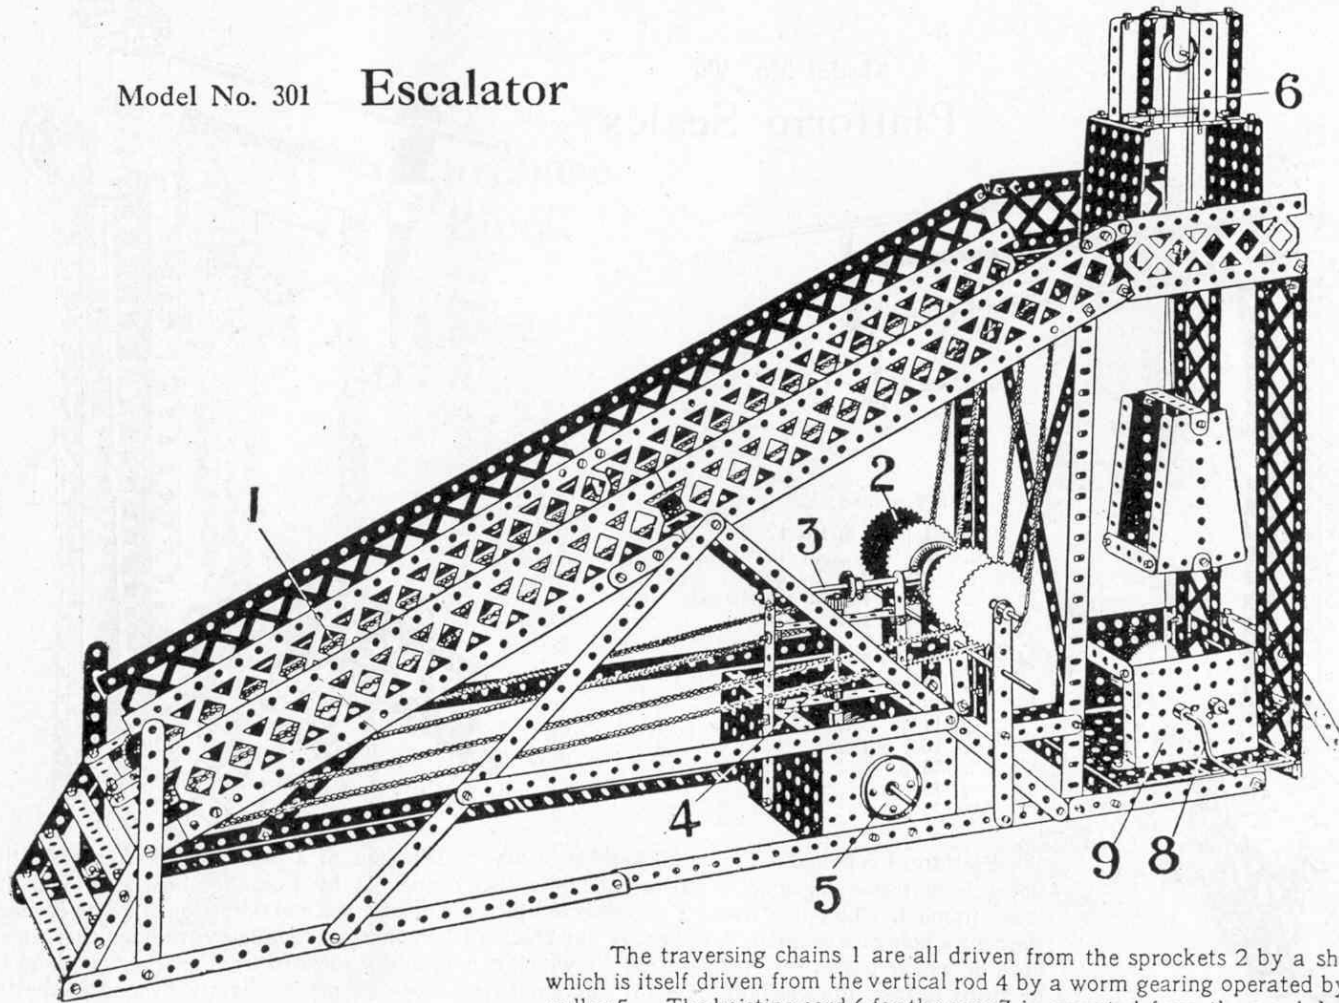 Model No. 301 Escalator
6
1
2
3
4
5
9 8
The traversing chains 1 are all driven from the sprockets 2 by a
which is itself driven from the vertical rod 4 by a worm gearing operated